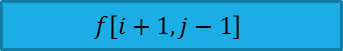 f[i + 1, j − 1]